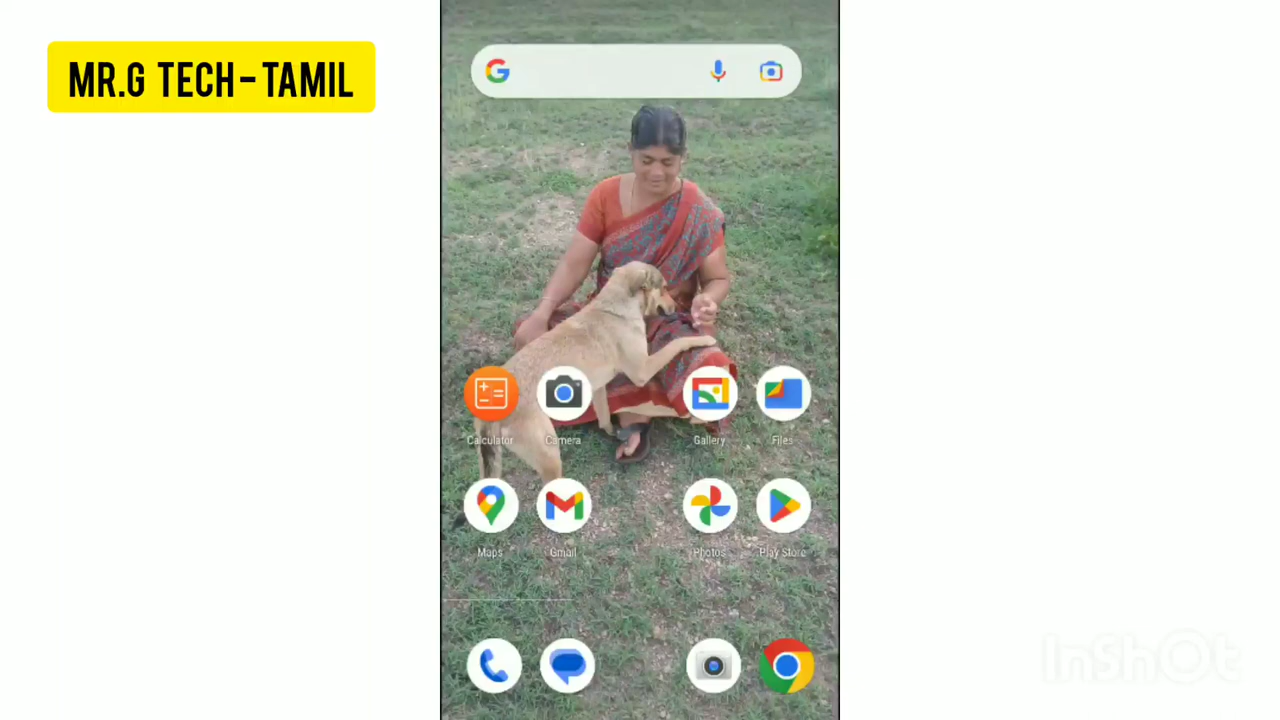 MR.G TECH-TAMIL
Calculator
Camera
Gallery
Files
Maps
Gmail
Photos
Play Store
InShOt